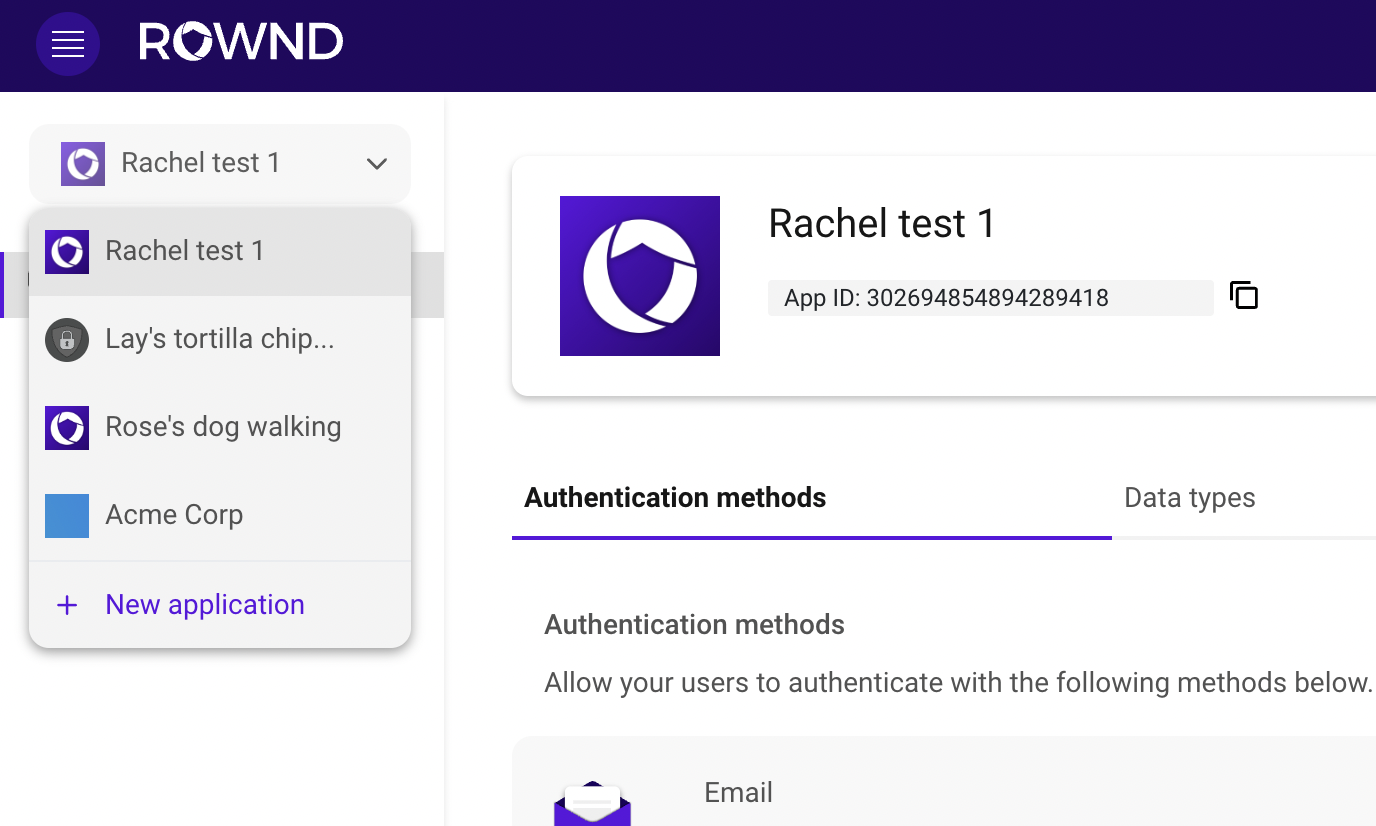 ROWND
Rachel test 1
Rachel test 1
Lay's tortilla chip...
Rose's dog walking
Acme Corp
+ New application
Rachel test 1
App ID: 302694854894289418
Authentication methods
Data types
Authentication methods
Allow your users to authenticate with the following methods below.
Email